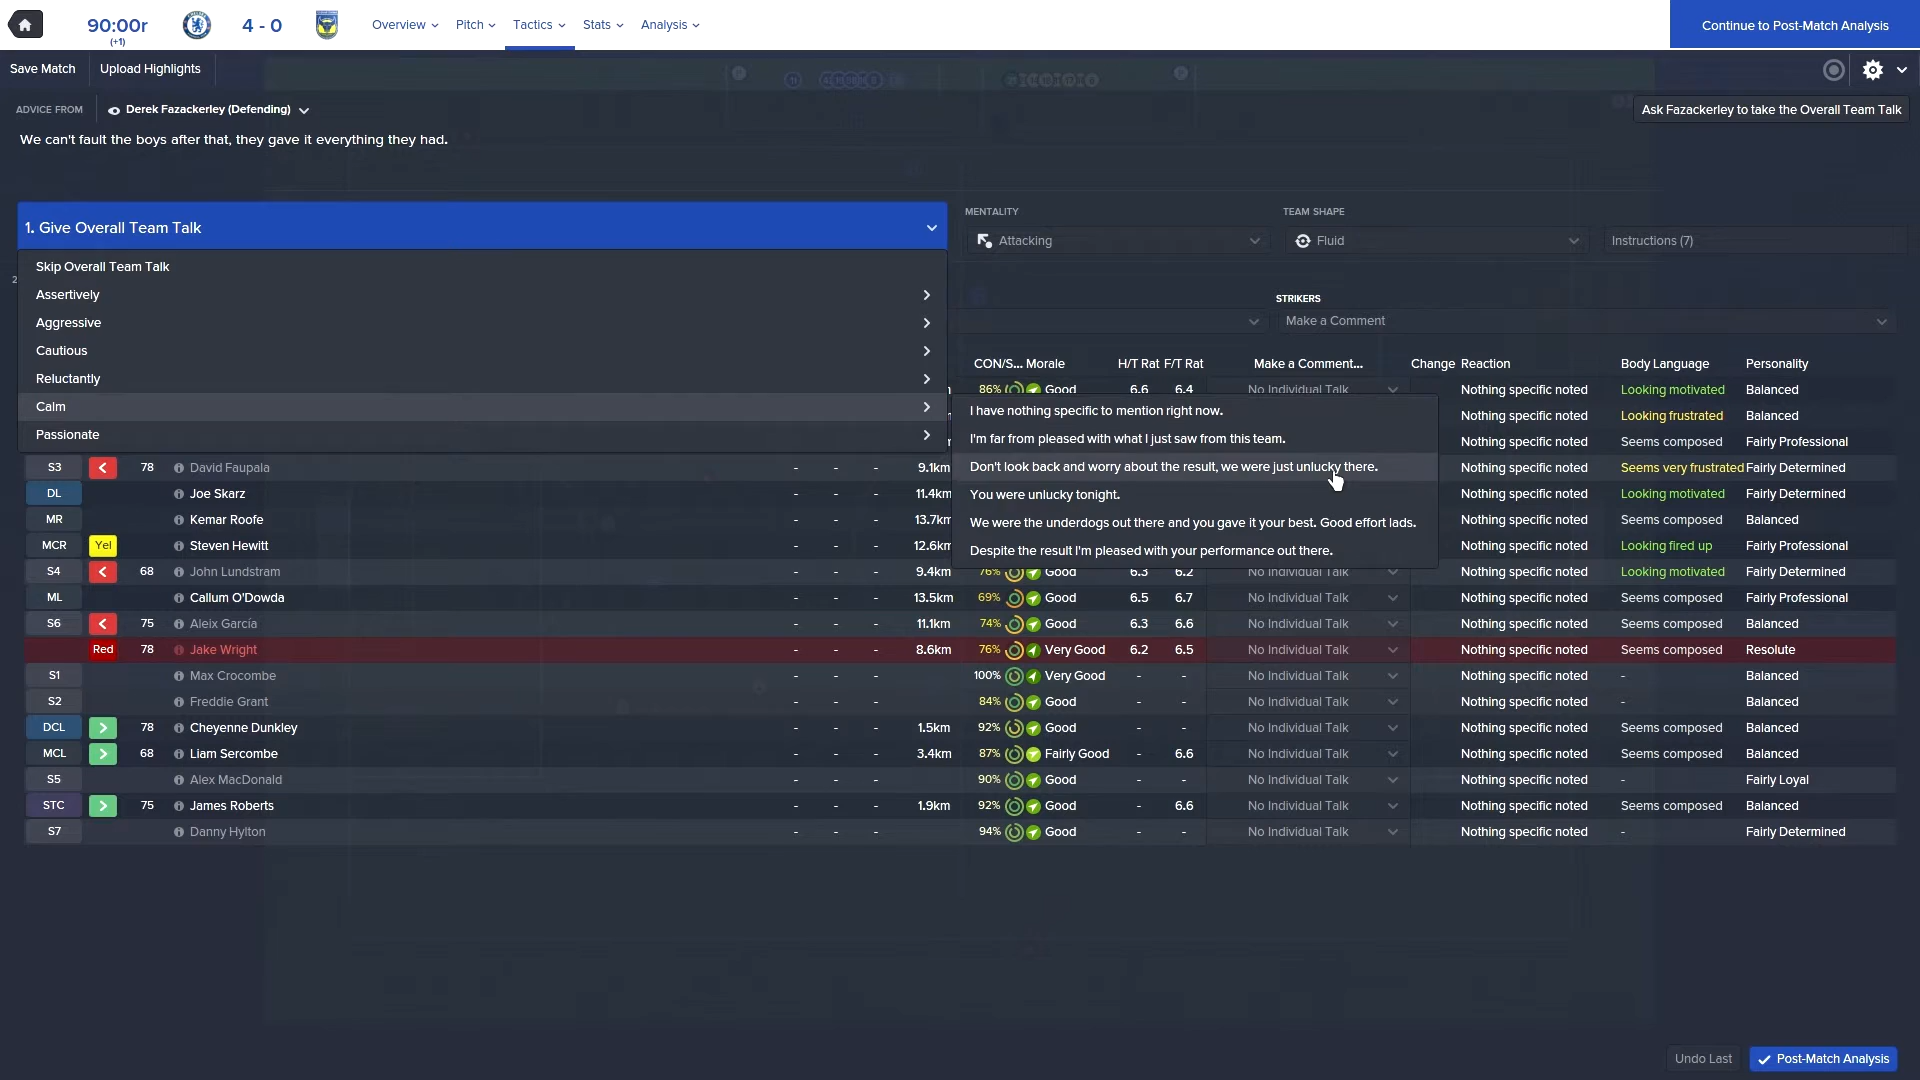 90:00r
(+1)
4 - 0
Overview
Pitch
Tactics
Stats
Analysis
Continue to Post-Match Analysis
Save Match
Upload Highlights
ADVICE FROM
Derek Fazackerley (Defending)
Ask Fazackerley to take the Overall Team Talk
We can't fault the boys after that, they gave it everything they had.
1. Give Overall Team Talk
MENTALITY
Attacking
TEAM SHAPE
Fluid
Instructions (7)
Skip Overall Team Talk
2
Assertively
Aggressive
Cautious
Reluctantly
Calm
Passionate
STRIKERS
Make a Comment
CON/S... Morale H/T Rat F/T Rat Make a Comment... Change Reaction Body Language Personality
86% Good 6.6 6.4 No Individual Talk Nothing specific noted Looking motivated Balanced
Nothing specific noted Looking frustrated Balanced
Nothing specific noted Seems composed Fairly Professional
I have nothing specific to mention right now.
I'm far from pleased with what I just saw from this team.
Don't look back and worry about the result, we were just unlucky there.
You were unlucky tonight.
We were the underdogs out there and you gave it your best. Good effort lads.
Despite the result I'm pleased with your performance out there.
S3 78 David Faupala - - - 9.1km Nothing specific noted Seems very frustrated Fairly Determined
DL Joe Skarz - - - 11.4km Nothing specific noted Looking motivated Fairly Determined
MR Kemar Roofe - - - 13.7km Nothing specific noted Seems composed Balanced
MCR Yel Steven Hewitt - - - 12.6km Nothing specific noted Looking fired up Fairly Professional
S4 68 John Lundstram - - - 9.4km 76% Good 6.3 6.2 No Individual Talk Nothing specific noted Looking motivated Fairly Determined
ML Callum O'Dowda - - - 13.5km 69% Good 6.5 6.7 No Individual Talk Nothing specific noted Seems composed Fairly Professional
S6 75 Aleix García - - - 11.1km 74% Good 6.3 6.6 No Individual Talk Nothing specific noted Seems composed Balanced
Red 78 Jake Wright - - - 8.6km 76% Very Good 6.2 6.5 No Individual Talk Nothing specific noted Seems composed Resolute
S1 Max Crocombe - - - 100% Very Good - - No Individual Talk Nothing specific noted - Balanced
S2 Freddie Grant - - - 84% Good - - No Individual Talk Nothing specific noted - Balanced
DCL 78 Cheyenne Dunkley - - - 1.5km 92% Good - - No Individual Talk Nothing specific noted Seems composed Balanced
MCL 68 Liam Sercombe - - - 3.4km 87% Fairly Good - 6.6 No Individual Talk Nothing specific noted Seems composed Balanced
S5 Alex MacDonald - - - 90% Good - - No Individual Talk Nothing specific noted - Fairly Loyal
STC 75 James Roberts - - - 1.9km 92% Good - 6.6 No Individual Talk Nothing specific noted Seems composed Balanced
S7 Danny Hylton - - - 94% Good - - No Individual Talk Nothing specific noted - Fairly Determined
Undo Last
Post-Match Analysis